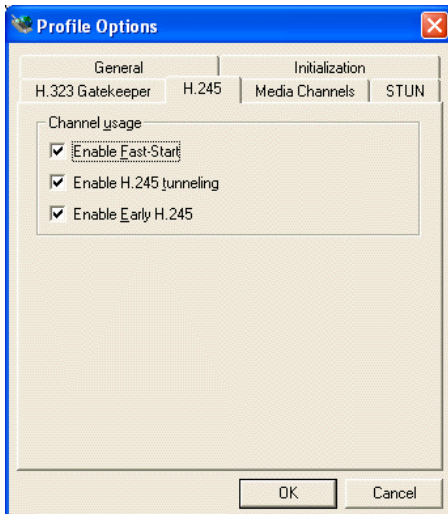 Profile Options
General Initialization
H.323 Gatekeeper H.245 Media Channels STUN
Channel usage
Enable Fast-Start
Enable H.245 tunneling
Enable Early H.245
OK Cancel